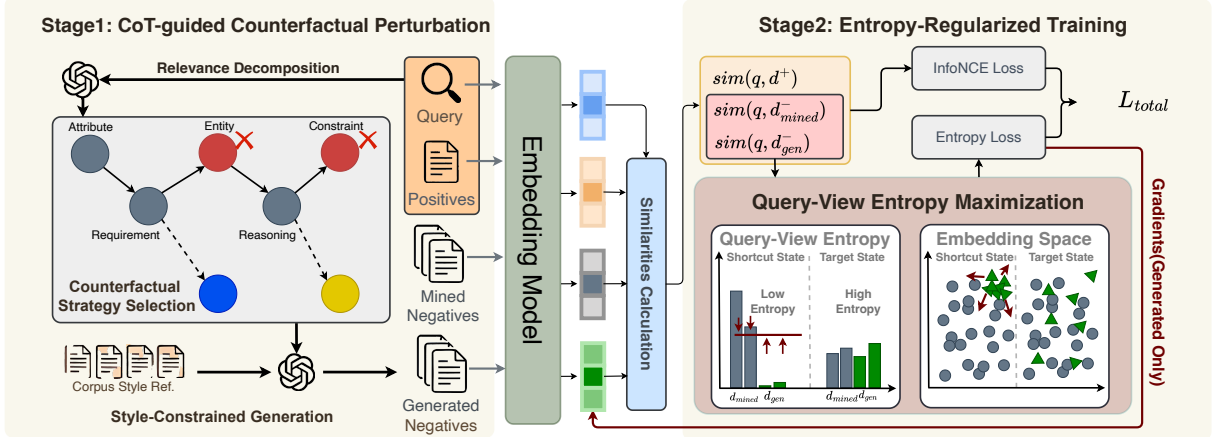 Stage1: CoT-guided Counterfactual Perturbation
Relevance Decomposition
Attribute
Entity
Constraint
Requirement
Reasoning
Counterfactual
Strategy Selection
Corpus Style Ref.
Style-Constrained Generation
Query
Positives
Mined
Negatives
Generated
Negatives
Embedding Model
Similarities Calculation
Stage2: Entropy-Regularized Training
sim(q, d⁺)
sim(q, d⁻mined)
sim(q, d⁻gen)
InfoNCE Loss
Entropy Loss
Ltotal
Query-View Entropy Maximization
Query-View Entropy
Shortcut State
Target State
Low
Entropy
High
Entropy
dmined dgen
dmined dgen
Embedding Space
Shortcut State
Target State
Gradients(Generated Only)